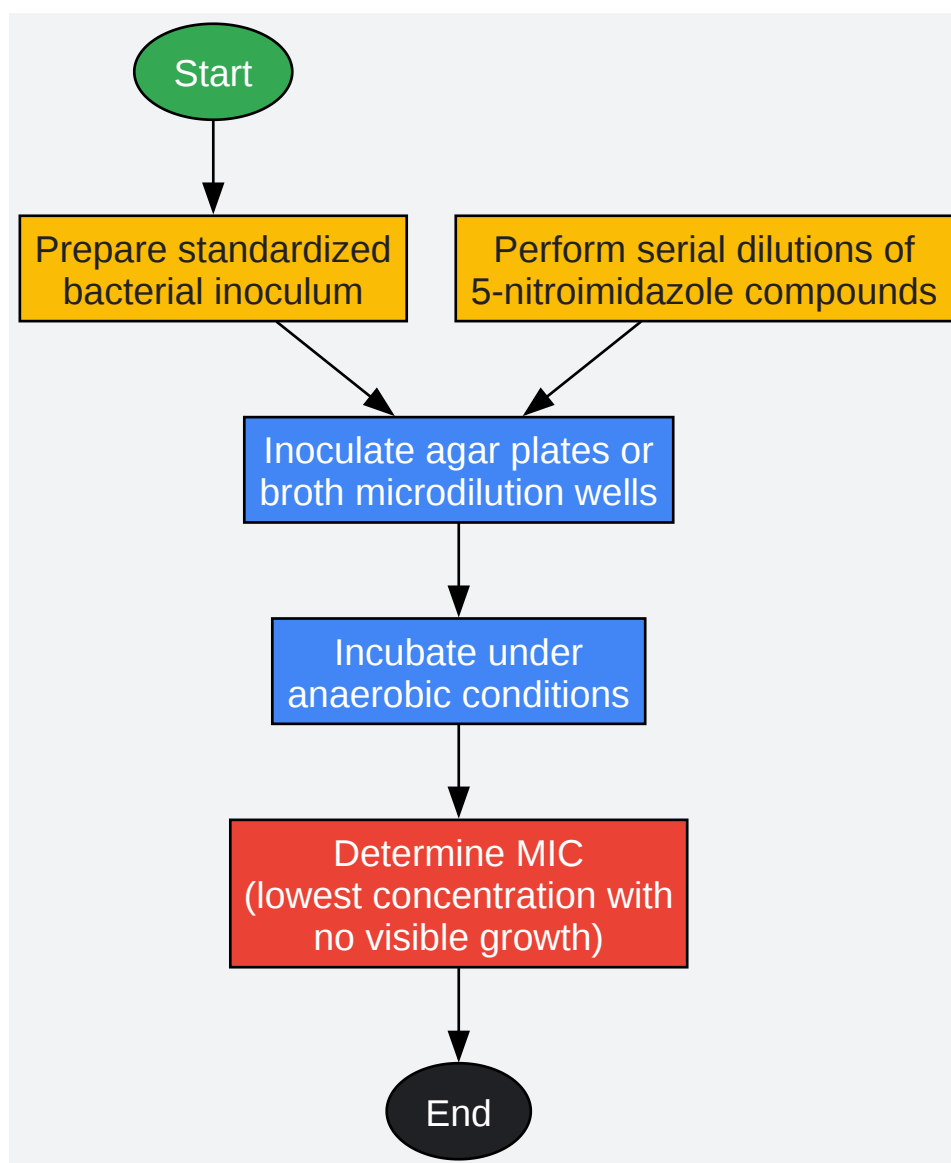 Start
Prepare standardized
bacterial inoculum
Perform serial dilutions of
5-nitroimidazole compounds
Inoculate agar plates or
broth microdilution wells
Incubate under
anaerobic conditions
Determine MIC
(lowest concentration with
no visible growth)
End